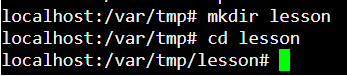 localhost:/var/tmp# mkdir lesson
localhost:/var/tmp# cd lesson
localhost:/var/tmp/lesson#